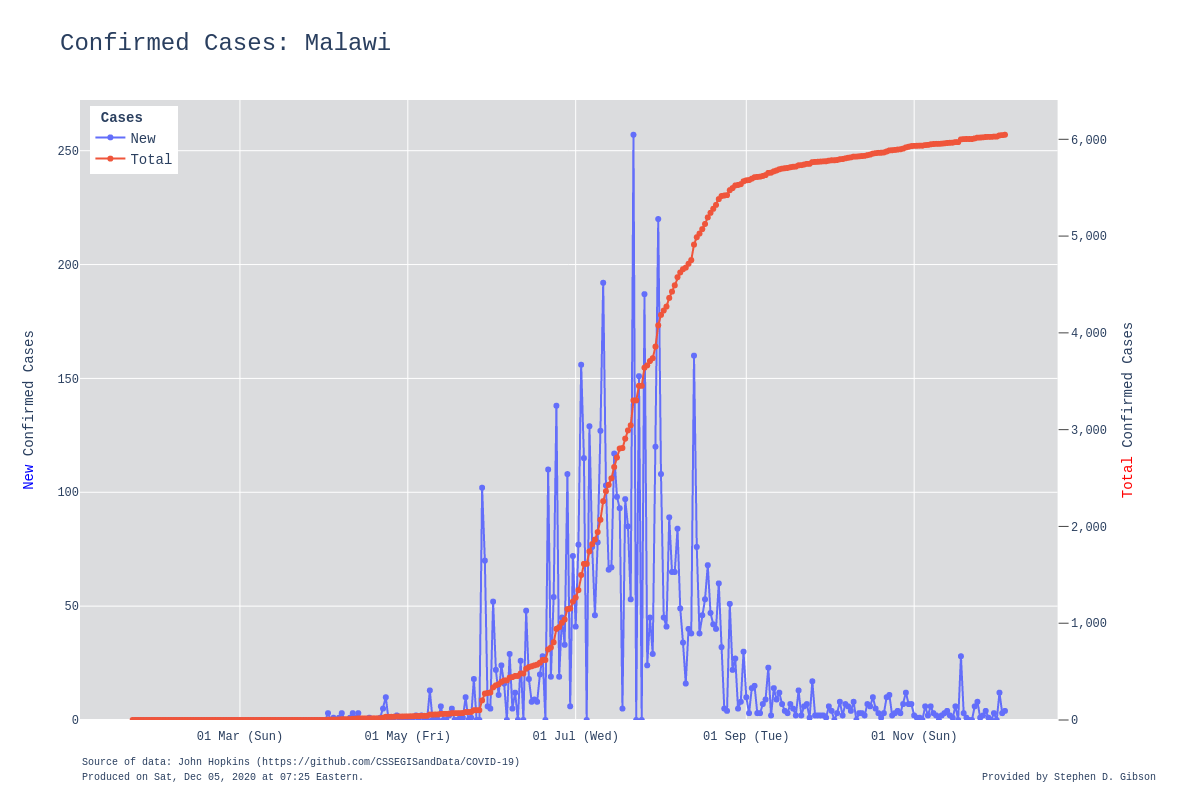 Confirmed Cases: Malawi
Cases
New
Total
250
200
150
100
50
0
6,000
5,000
4,000
3,000
2,000
1,000
0
New Confirmed Cases
Total Confirmed Cases
01 Mar (Sun)
01 May (Fri)
01 Jul (Wed)
01 Sep (Tue)
01 Nov (Sun)
Source of data: John Hopkins (https://github.com/CSSEGISandData/COVID-19)
Produced on Sat, Dec 05, 2020 at 07:25 Eastern.
Provided by Stephen D. Gibson